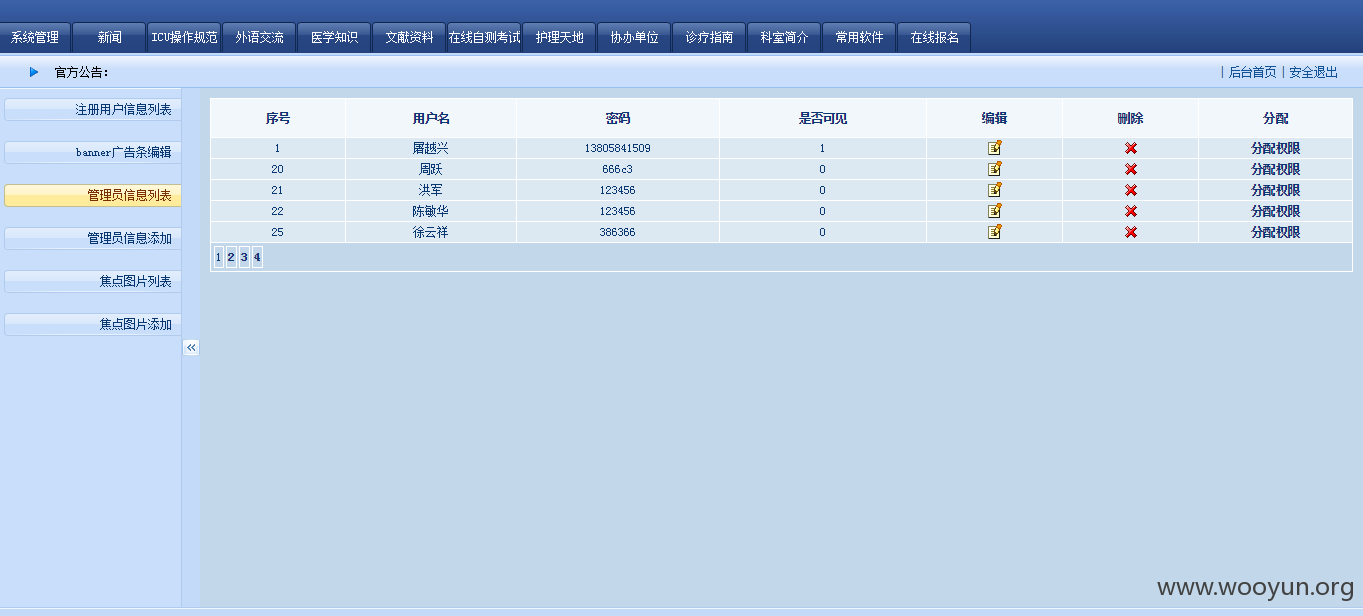 系统管理 新闻 ICU操作规范 外语交流 医学知识 文献资料 在线自测考试 护理天地 协办单位 诊疗指南 科室简介 常用软件 在线报名
官方公告: | 后台首页 | 安全退出
注册用户信息列表
banner广告条编辑
管理员信息列表
管理员信息添加
焦点图片列表
焦点图片添加
«
序号 用户名 密码 是否可见 编辑 删除 分配
1 屠越兴 13805841509 1 分配权限
20 周跃 666c3 0 分配权限
21 洪军 123456 0 分配权限
22 陈敏华 123456 0 分配权限
25 徐云祥 386366 0 分配权限
1 2 3 4
www.wooyun.org